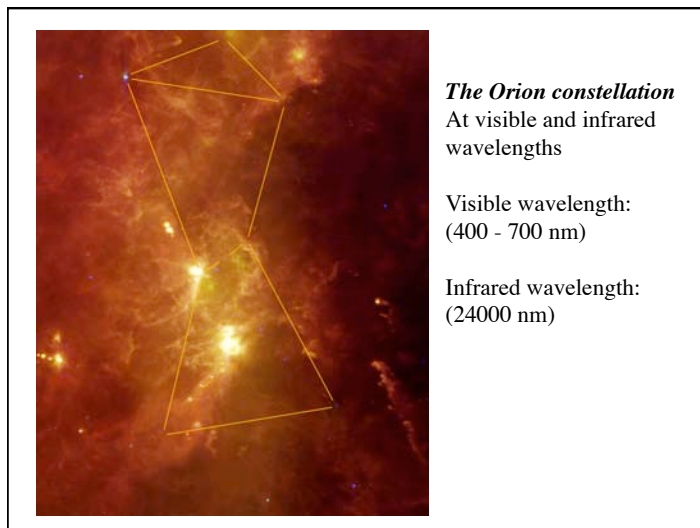 The Orion constellation
At visible and infrared
wavelengths
Visible wavelength:
(400 - 700 nm)
Infrared wavelength:
(24000 nm)